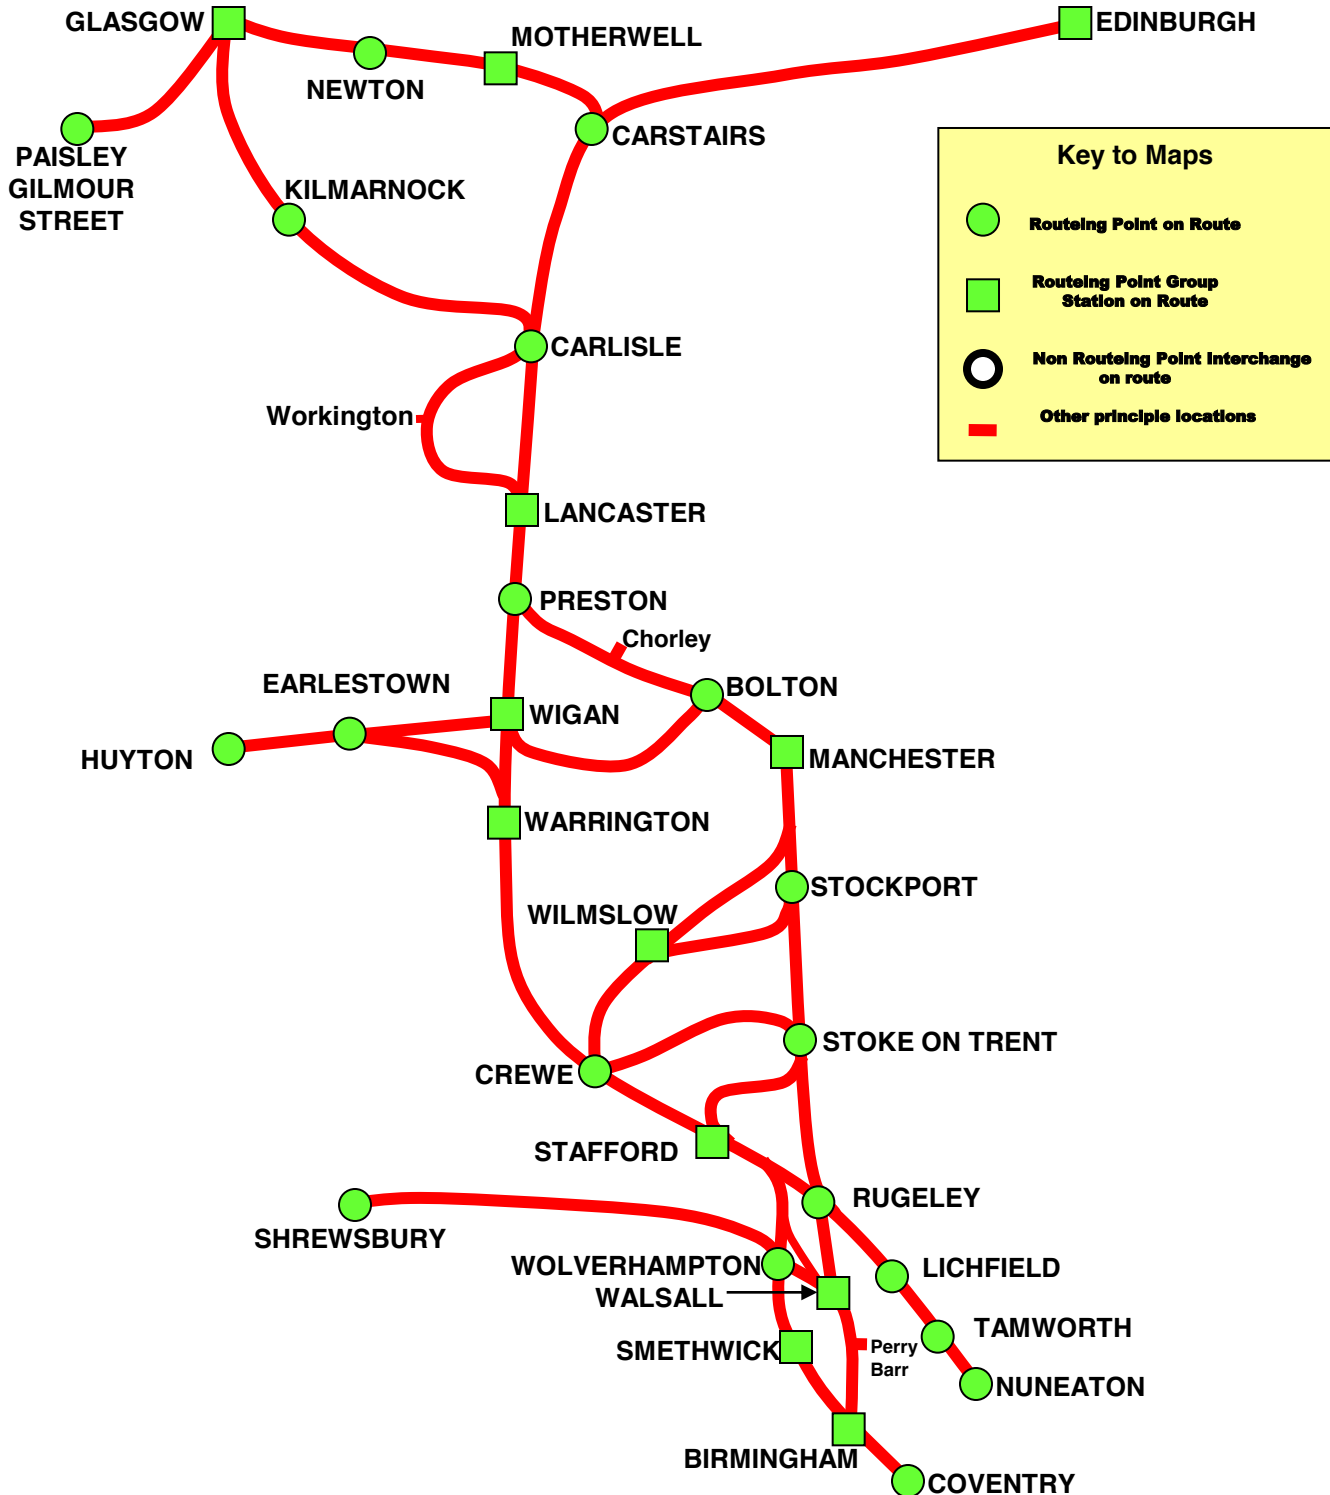 GLASGOW
EDINBURGH
MOTHERWELL
NEWTON
CARSTAIRS
PAISLEY
GILMOUR
STREET
KILMARNOCK
Key to Maps
Routeing Point on Route
Routeing Point Group
Station on Route
Non Routeing Point Interchange
on route
Other principle locations
CARLISLE
Workington
LANCASTER
PRESTON
Chorley
EARLESTOWN
BOLTON
WIGAN
HUYTON
MANCHESTER
WARRINGTON
STOCKPORT
WILMSLOW
STOKE ON TRENT
CREWE
STAFFORD
RUGELEY
SHREWSBURY
WOLVERHAMPTON
LICHFIELD
WALSALL
TAMWORTH
SMETHWICK
Perry
Barr
NUNEATON
BIRMINGHAM
COVENTRY